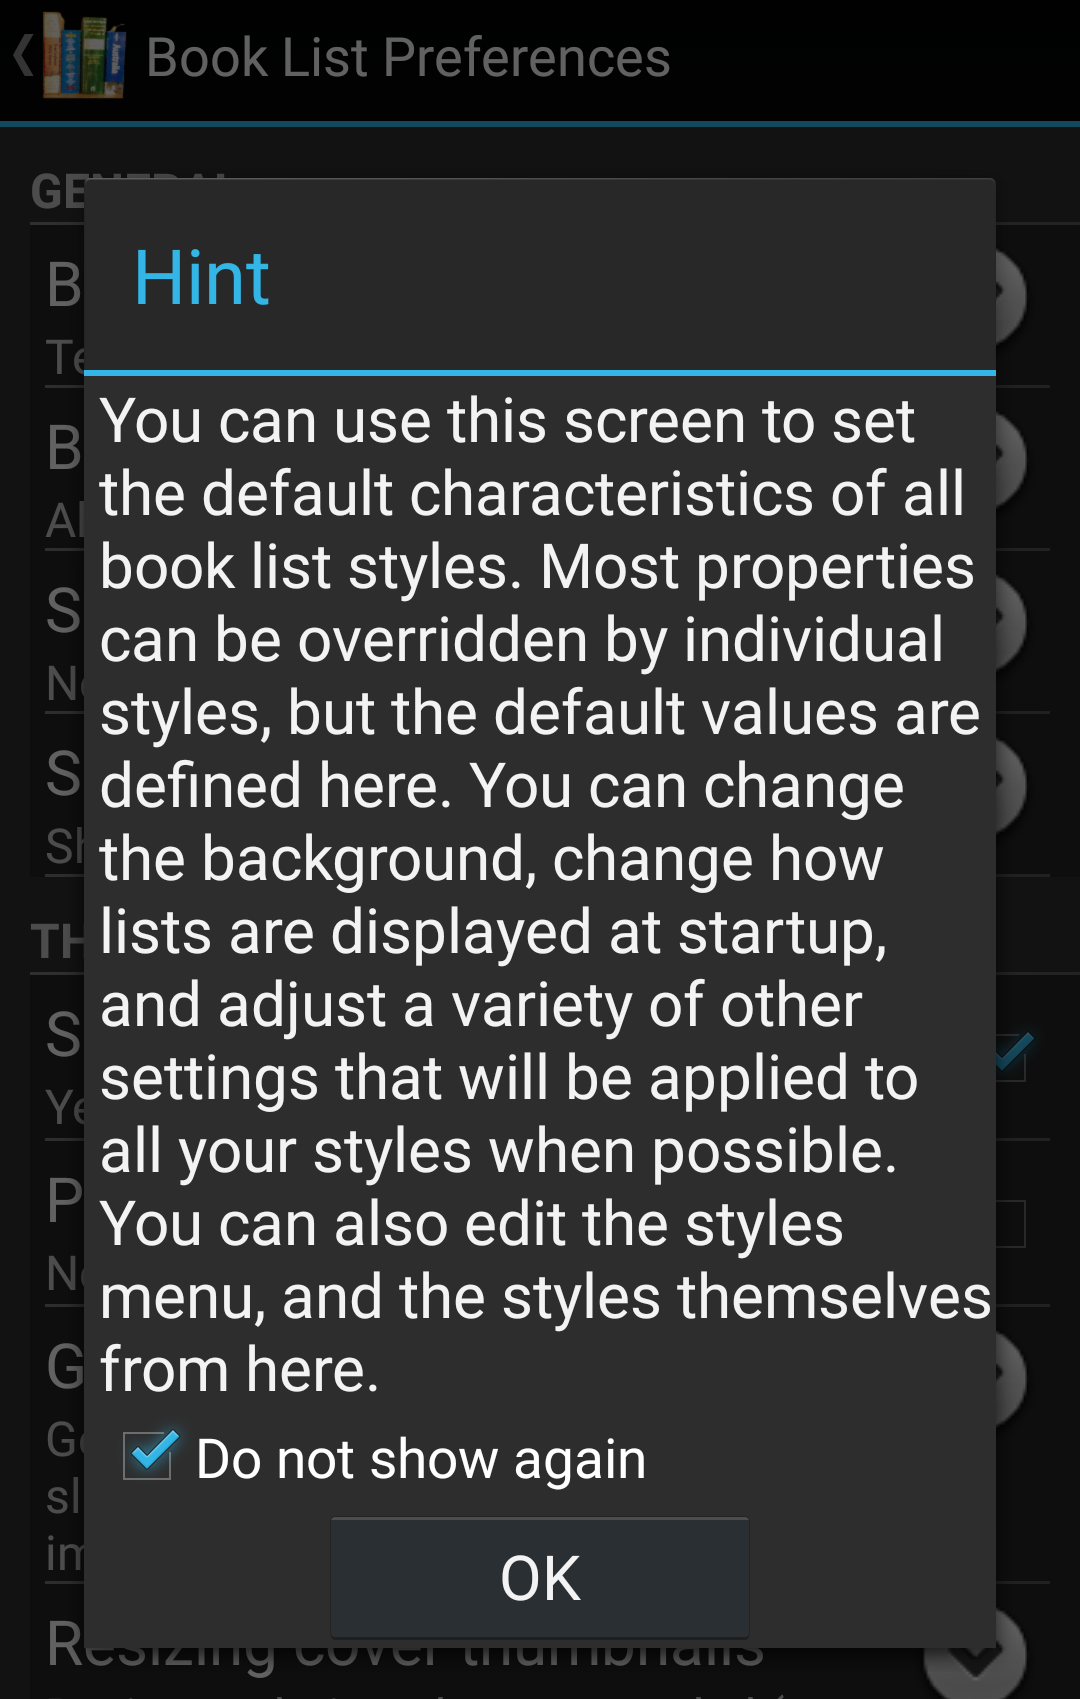 Book List Preferences
GENERAL
Hint
You can use this screen to set
the default characteristics of all
book list styles. Most properties
can be overridden by individual
styles, but the default values are
defined here. You can change
the background, change how
lists are displayed at startup,
and adjust a variety of other
settings that will be applied to
all your styles when possible.
You can also edit the styles
menu, and the styles themselves
from here.
Do not show again
OK
Resizing cover thumbnails